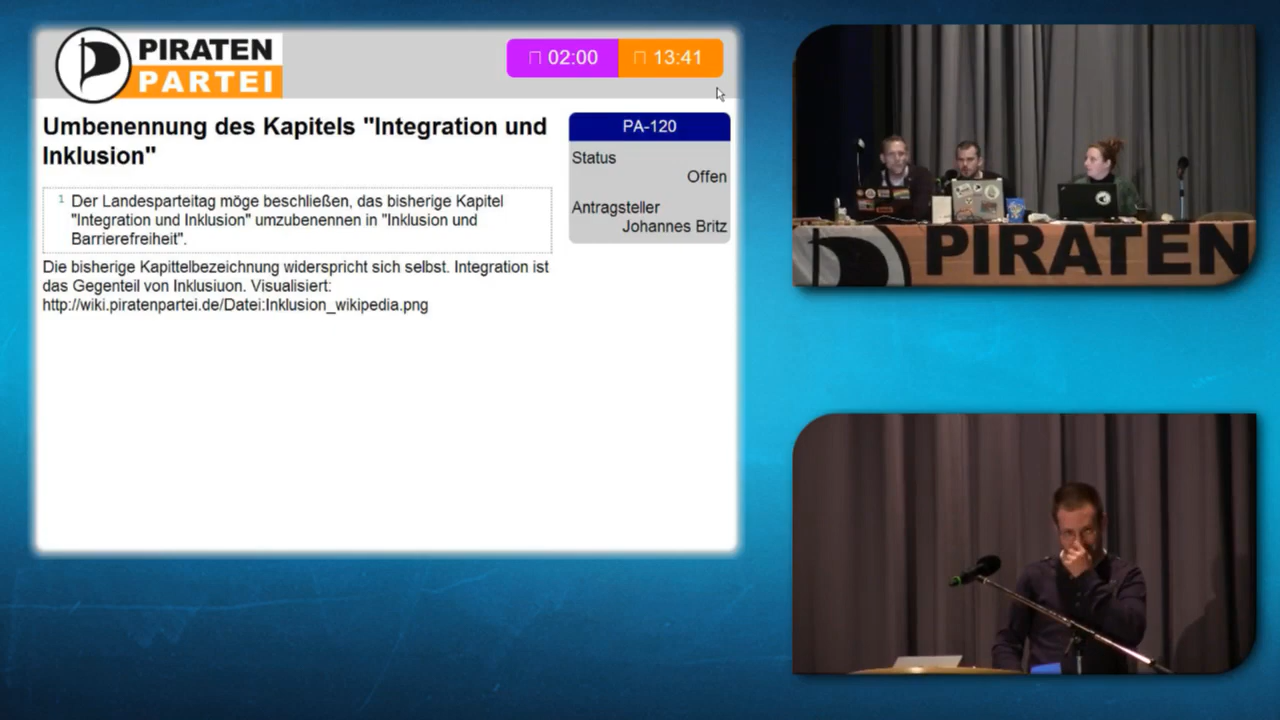 PIRATEN
PARTEI
02:00
13:41
Umbenennung des Kapitels "Integration und
Inklusion"
1 Der Landesparteitag möge beschließen, das bisherige Kapitel
"Integration und Inklusion" umzubenennen in "Inklusion und
Barrierefreiheit".
Die bisherige Kapittelbezeichnung widerspricht sich selbst. Integration ist
das Gegenteil von Inklusiuon. Visualisiert:
http://wiki.piratenpartei.de/Datei:Inklusion_wikipedia.png
PA-120
Status
Offen
Antragsteller
Johannes Britz
PIRATEN